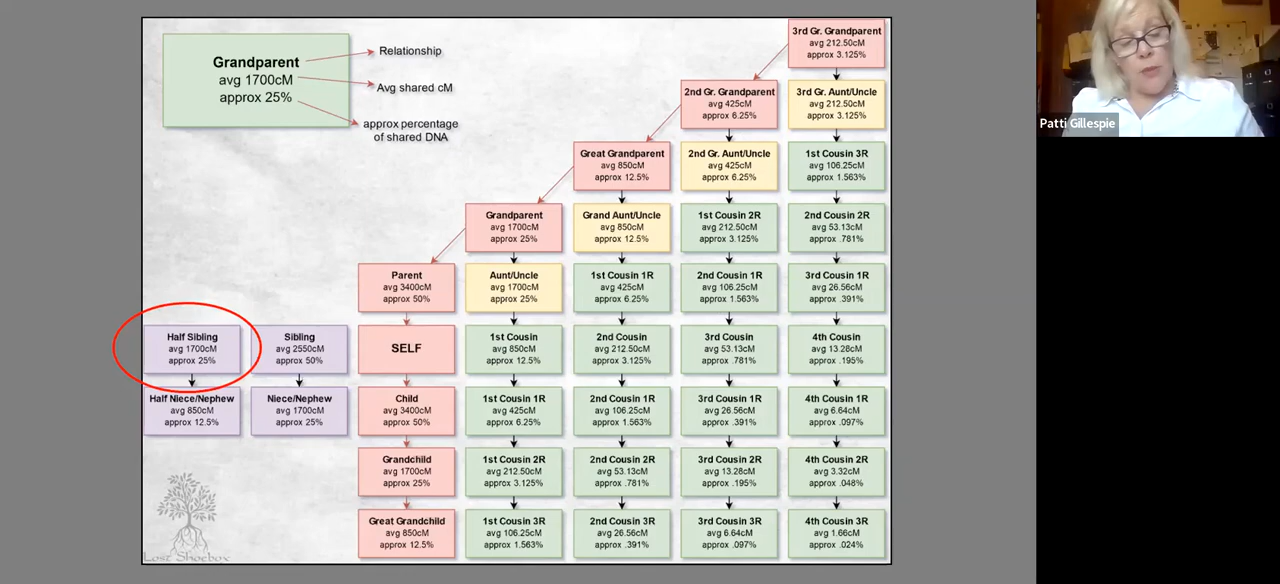 Grandparent
avg 1700cM
approx 25%
Relationship
Avg shared cM
approx percentage
of shared DNA
3rd Gr. Grandparent
avg 212.50cM
approx 3.125%
2nd Gr. Grandparent
avg 425cM
approx 6.25%
3rd Gr. Aunt/Uncle
avg 212.50cM
approx 3.125%
Great Grandparent
avg 850cM
approx 12.5%
2nd Gr. Aunt/Uncle
avg 425cM
approx 6.25%
1st Cousin 3R
avg 106.25cM
approx 1.563%
Grandparent
avg 1700cM
approx 25%
Grand Aunt/Uncle
avg 850cM
approx 12.5%
1st Cousin 2R
avg 212.50cM
approx 3.125%
2nd Cousin 2R
avg 53.13cM
approx .781%
Parent
avg 3400cM
approx 50%
Aunt/Uncle
avg 1700cM
approx 25%
1st Cousin 1R
avg 425cM
approx 6.25%
2nd Cousin 1R
avg 106.25cM
approx 1.563%
3rd Cousin 1R
avg 26.56cM
approx .391%
Half Sibling
avg 1700cM
approx 25%
Sibling
avg 2550cM
approx 50%
SELF
1st Cousin
avg 850cM
approx 12.5%
2nd Cousin
avg 212.50cM
approx 3.125%
3rd Cousin
avg 53.13cM
approx .781%
4th Cousin
avg 13.28cM
approx .195%
Half Niece/Nephew
avg 850cM
approx 12.5%
Niece/Nephew
avg 1700cM
approx 25%
Child
avg 3400cM
approx 50%
1st Cousin 1R
avg 425cM
approx 6.25%
2nd Cousin 1R
avg 106.25cM
approx 1.563%
3rd Cousin 1R
avg 26.56cM
approx .391%
4th Cousin 1R
avg 6.64cM
approx .097%
Grandchild
avg 1700cM
approx 25%
1st Cousin 2R
avg 212.50cM
approx 3.125%
2nd Cousin 2R
avg 53.13cM
approx .781%
3rd Cousin 2R
avg 13.28cM
approx .195%
4th Cousin 2R
avg 3.32cM
approx .048%
Great Grandchild
avg 850cM
approx 12.5%
1st Cousin 3R
avg 106.25cM
approx 1.563%
2nd Cousin 3R
avg 26.56cM
approx .391%
3rd Cousin 3R
avg 6.64cM
approx .097%
4th Cousin 3R
avg 1.66cM
approx .024%
Lost Shoebox
Patti Gillespie